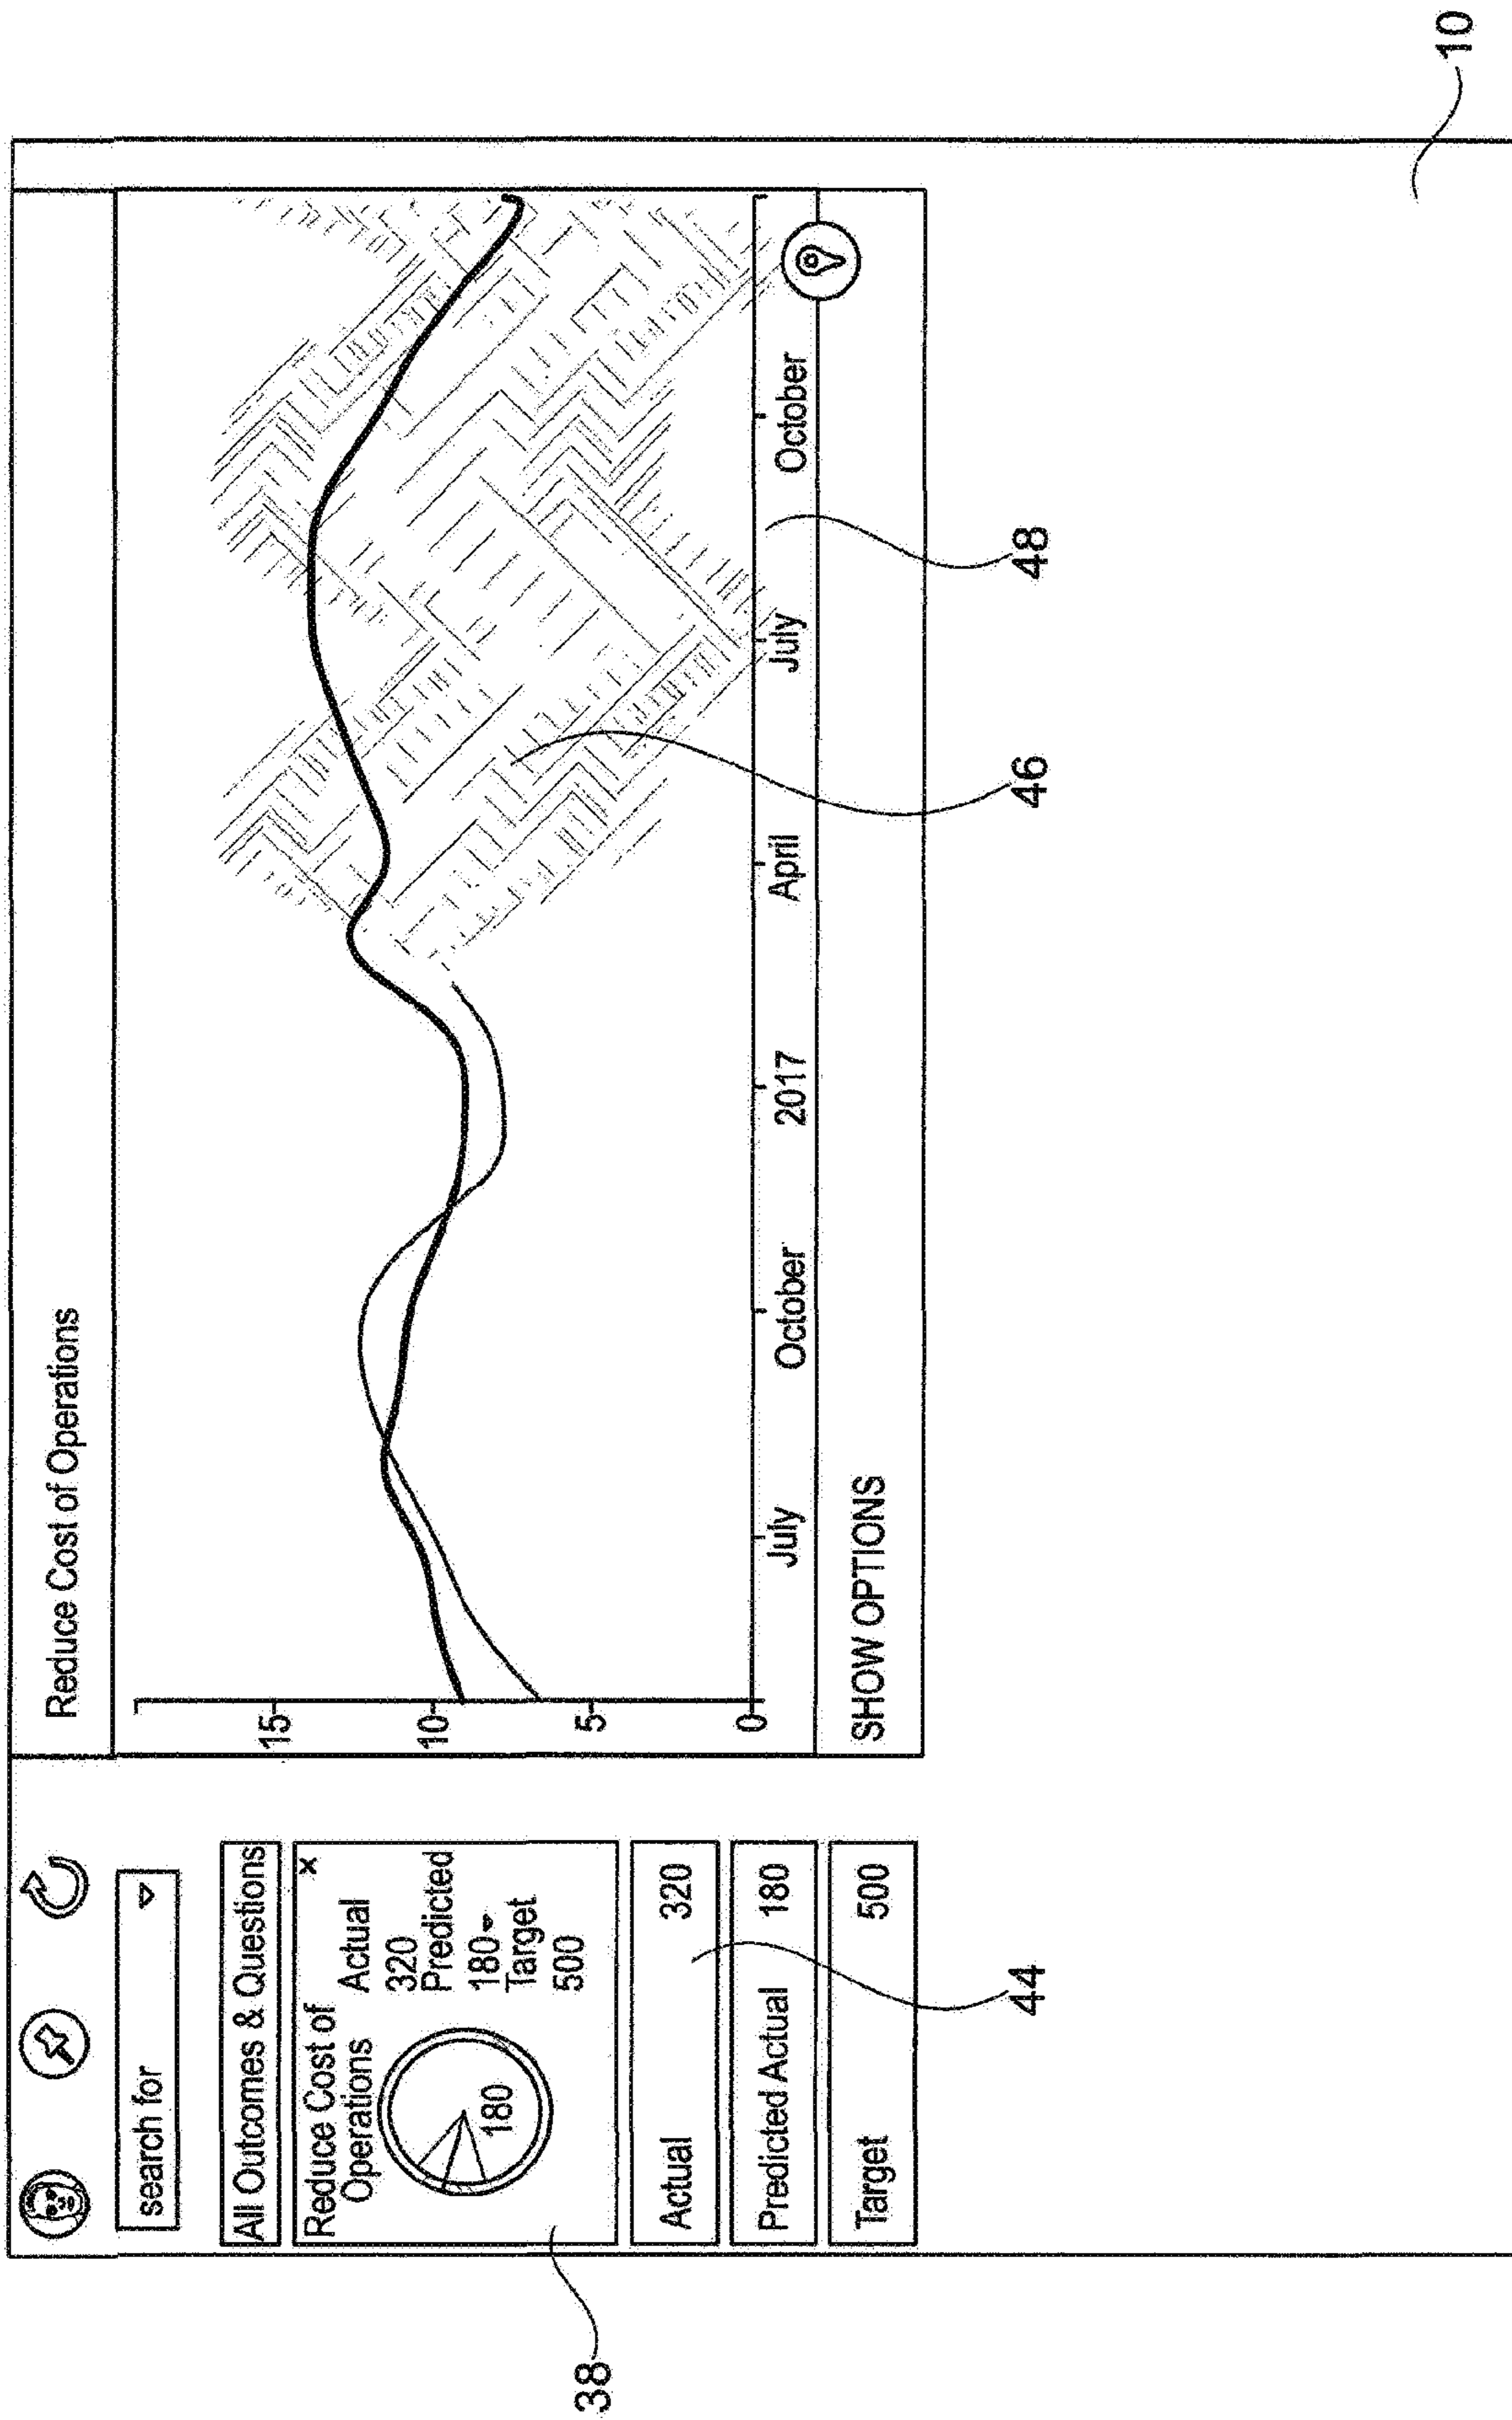 search for
All Outcomes & Questions
Reduce Cost of
Operations
x
180
Actual
320
Predicted
180
Target
500
Actual 320
Predicted Actual 180
Target 500
Reduce Cost of Operations
15
10
5
0
July October 2017 April July October
SHOW OPTIONS
38
44
46
48
10